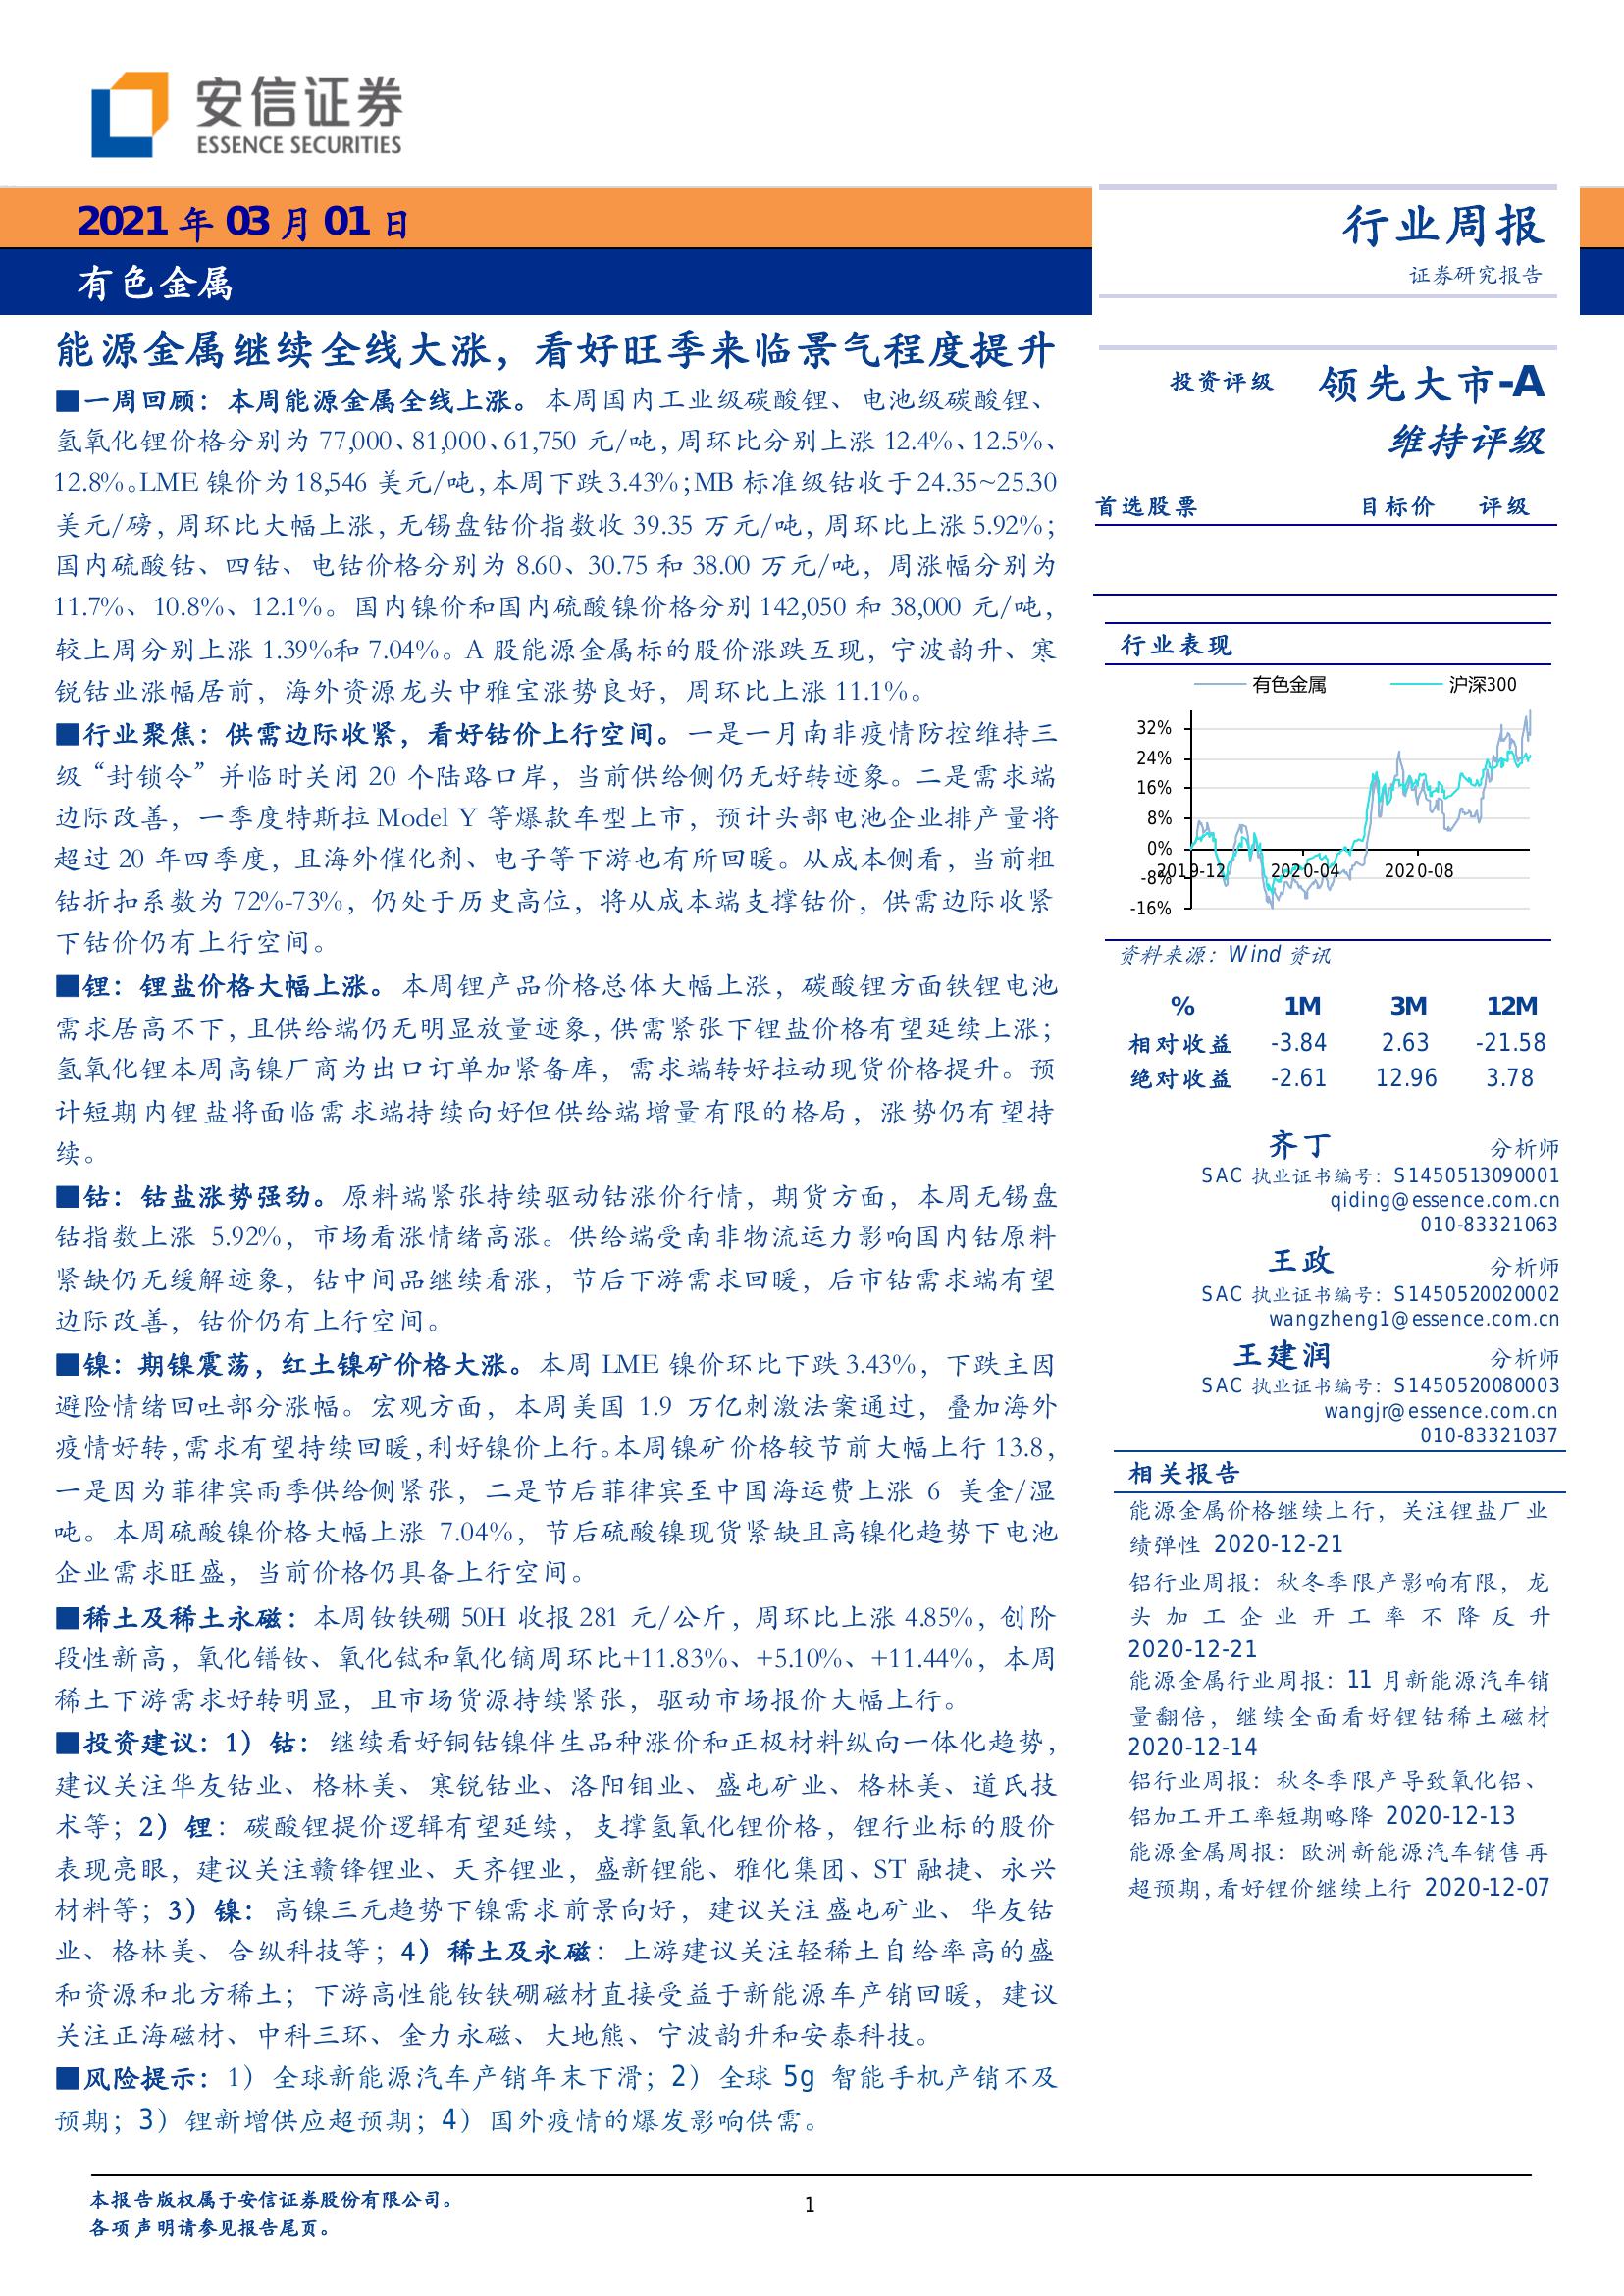 安信证券
ESSENCE SECURITIES
2021 年 03 月 01 日
有色金属
行业周报
证券研究报告
能源金属继续全线大涨，看好旺季来临景气程度提升
■一周回顾：本周能源金属全线上涨。本周国内工业级碳酸锂、电池级碳酸锂、
氢氧化锂价格分别为 77,000、81,000、61,750 元/吨，周环比分别上涨 12.4%、12.5%、
12.8%。LME 镍价为 18,546 美元/吨，本周下跌 3.43%；MB 标准级钴收于 24.35~25.30
美元/磅，周环比大幅上涨，无锡盘钴价指数收 39.35 万元/吨，周环比上涨 5.92%；
国内硫酸钴、四钴、电钴价格分别为 8.60、30.75 和 38.00 万元/吨，周涨幅分别为
11.7%、10.8%、12.1%。国内镍价和国内硫酸镍价格分别 142,050 和 38,000 元/吨，
较上周分别上涨 1.39%和 7.04%。A 股能源金属标的股价涨跌互现，宁波韵升、寒
锐钴业涨幅居前，海外资源龙头中雅宝涨势良好，周环比上涨 11.1%。
■行业聚焦：供需边际收紧，看好钴价上行空间。一是一月南非疫情防控维持三
级“封锁令”并临时关闭 20 个陆路口岸，当前供给侧仍无好转迹象。二是需求端
边际改善，一季度特斯拉 Model Y 等爆款车型上市，预计头部电池企业排产量将
超过 20 年四季度，且海外催化剂、电子等下游也有所回暖。从成本侧看，当前粗
钴折扣系数为 72%-73%，仍处于历史高位，将从成本端支撑钴价，供需边际收紧
下钴价仍有上行空间。
■锂：锂盐价格大幅上涨。本周锂产品价格总体大幅上涨，碳酸锂方面铁锂电池
需求居高不下，且供给端仍无明显放量迹象，供需紧张下锂盐价格有望延续上涨；
氢氧化锂本周高镍厂商为出口订单加紧备库，需求端转好拉动现货价格提升。预
计短期内锂盐将面临需求端持续向好但供给端增量有限的格局，涨势仍有望持
续。
■钴：钴盐涨势强劲。原料端紧张持续驱动钴涨价行情，期货方面，本周无锡盘
钴指数上涨 5.92%，市场看涨情绪高涨。供给端受南非物流运力影响国内钴原料
紧缺仍无缓解迹象，钴中间品继续看涨，节后下游需求回暖，后市钴需求端有望
边际改善，钴价仍有上行空间。
■镍：期镍震荡，红土镍矿价格大涨。本周 LME 镍价环比下跌 3.43%，下跌主因
避险情绪回吐部分涨幅。宏观方面，本周美国 1.9 万亿刺激法案通过，叠加海外
疫情好转，需求有望持续回暖，利好镍价上行。本周镍矿价格较节前大幅上行 13.8，
一是因为菲律宾雨季供给侧紧张，二是节后菲律宾至中国海运费上涨 6 美金/湿
吨。本周硫酸镍价格大幅上涨 7.04%，节后硫酸镍现货紧缺且高镍化趋势下电池
企业需求旺盛，当前价格仍具备上行空间。
■稀土及稀土永磁：本周钕铁硼 50H 收报 281 元/公斤，周环比上涨 4.85%，创阶
段性新高，氧化镨钕、氧化铽和氧化镝周环比+11.83%、+5.10%、+11.44%，本周
稀土下游需求好转明显，且市场货源持续紧张，驱动市场报价大幅上行。
■投资建议：1）钴：继续看好铜钴镍伴生品种涨价和正极材料纵向一体化趋势，
建议关注华友钴业、格林美、寒锐钴业、洛阳钼业、盛屯矿业、格林美、道氏技
术等；2）锂：碳酸锂提价逻辑有望延续，支撑氢氧化锂价格，锂行业标的股价
表现亮眼，建议关注赣锋锂业、天齐锂业，盛新锂能、雅化集团、ST 融捷、永兴
材料等；3）镍：高镍三元趋势下镍需求前景向好，建议关注盛屯矿业、华友钴
业、格林美、合纵科技等；4）稀土及永磁：上游建议关注轻稀土自给率高的盛
和资源和北方稀土；下游高性能钕铁硼磁材直接受益于新能源车产销回暖，建议
关注正海磁材、中科三环、金力永磁、大地熊、宁波韵升和安泰科技。
■风险提示：1）全球新能源汽车产销年末下滑；2）全球 5g 智能手机产销不及
预期；3）锂新增供应超预期；4）国外疫情的爆发影响供需。
投资评级 领先大市-A
维持评级
首选股票 目标价 评级
行业表现
有色金属 沪深300
32%
24%
16%
8%
0%
-8%
-16%
2019-12 2020-04 2020-08
资料来源：Wind 资讯
% 1M 3M 12M
相对收益 -3.84 2.63 -21.58
绝对收益 -2.61 12.96 3.78
齐丁 分析师
SAC 执业证书编号：S1450513090001
qiding@essence.com.cn
010-83321063
王政 分析师
SAC 执业证书编号：S1450520020002
wangzheng1@essence.com.cn
王建润 分析师
SAC 执业证书编号：S1450520080003
wangjr@essence.com.cn
010-83321037
相关报告
能源金属价格继续上行，关注锂盐厂业
绩弹性 2020-12-21
铝行业周报：秋冬季限产影响有限，龙
头加工企业开工率不降反升
2020-12-21
能源金属行业周报：11 月新能源汽车销
量翻倍，继续全面看好锂钴稀土磁材
2020-12-14
铝行业周报：秋冬季限产导致氧化铝、
铝加工开工率短期略降 2020-12-13
能源金属周报：欧洲新能源汽车销售再
超预期，看好锂价继续上行 2020-12-07
本报告版权属于安信证券股份有限公司。
各项声明请参见报告尾页。
1